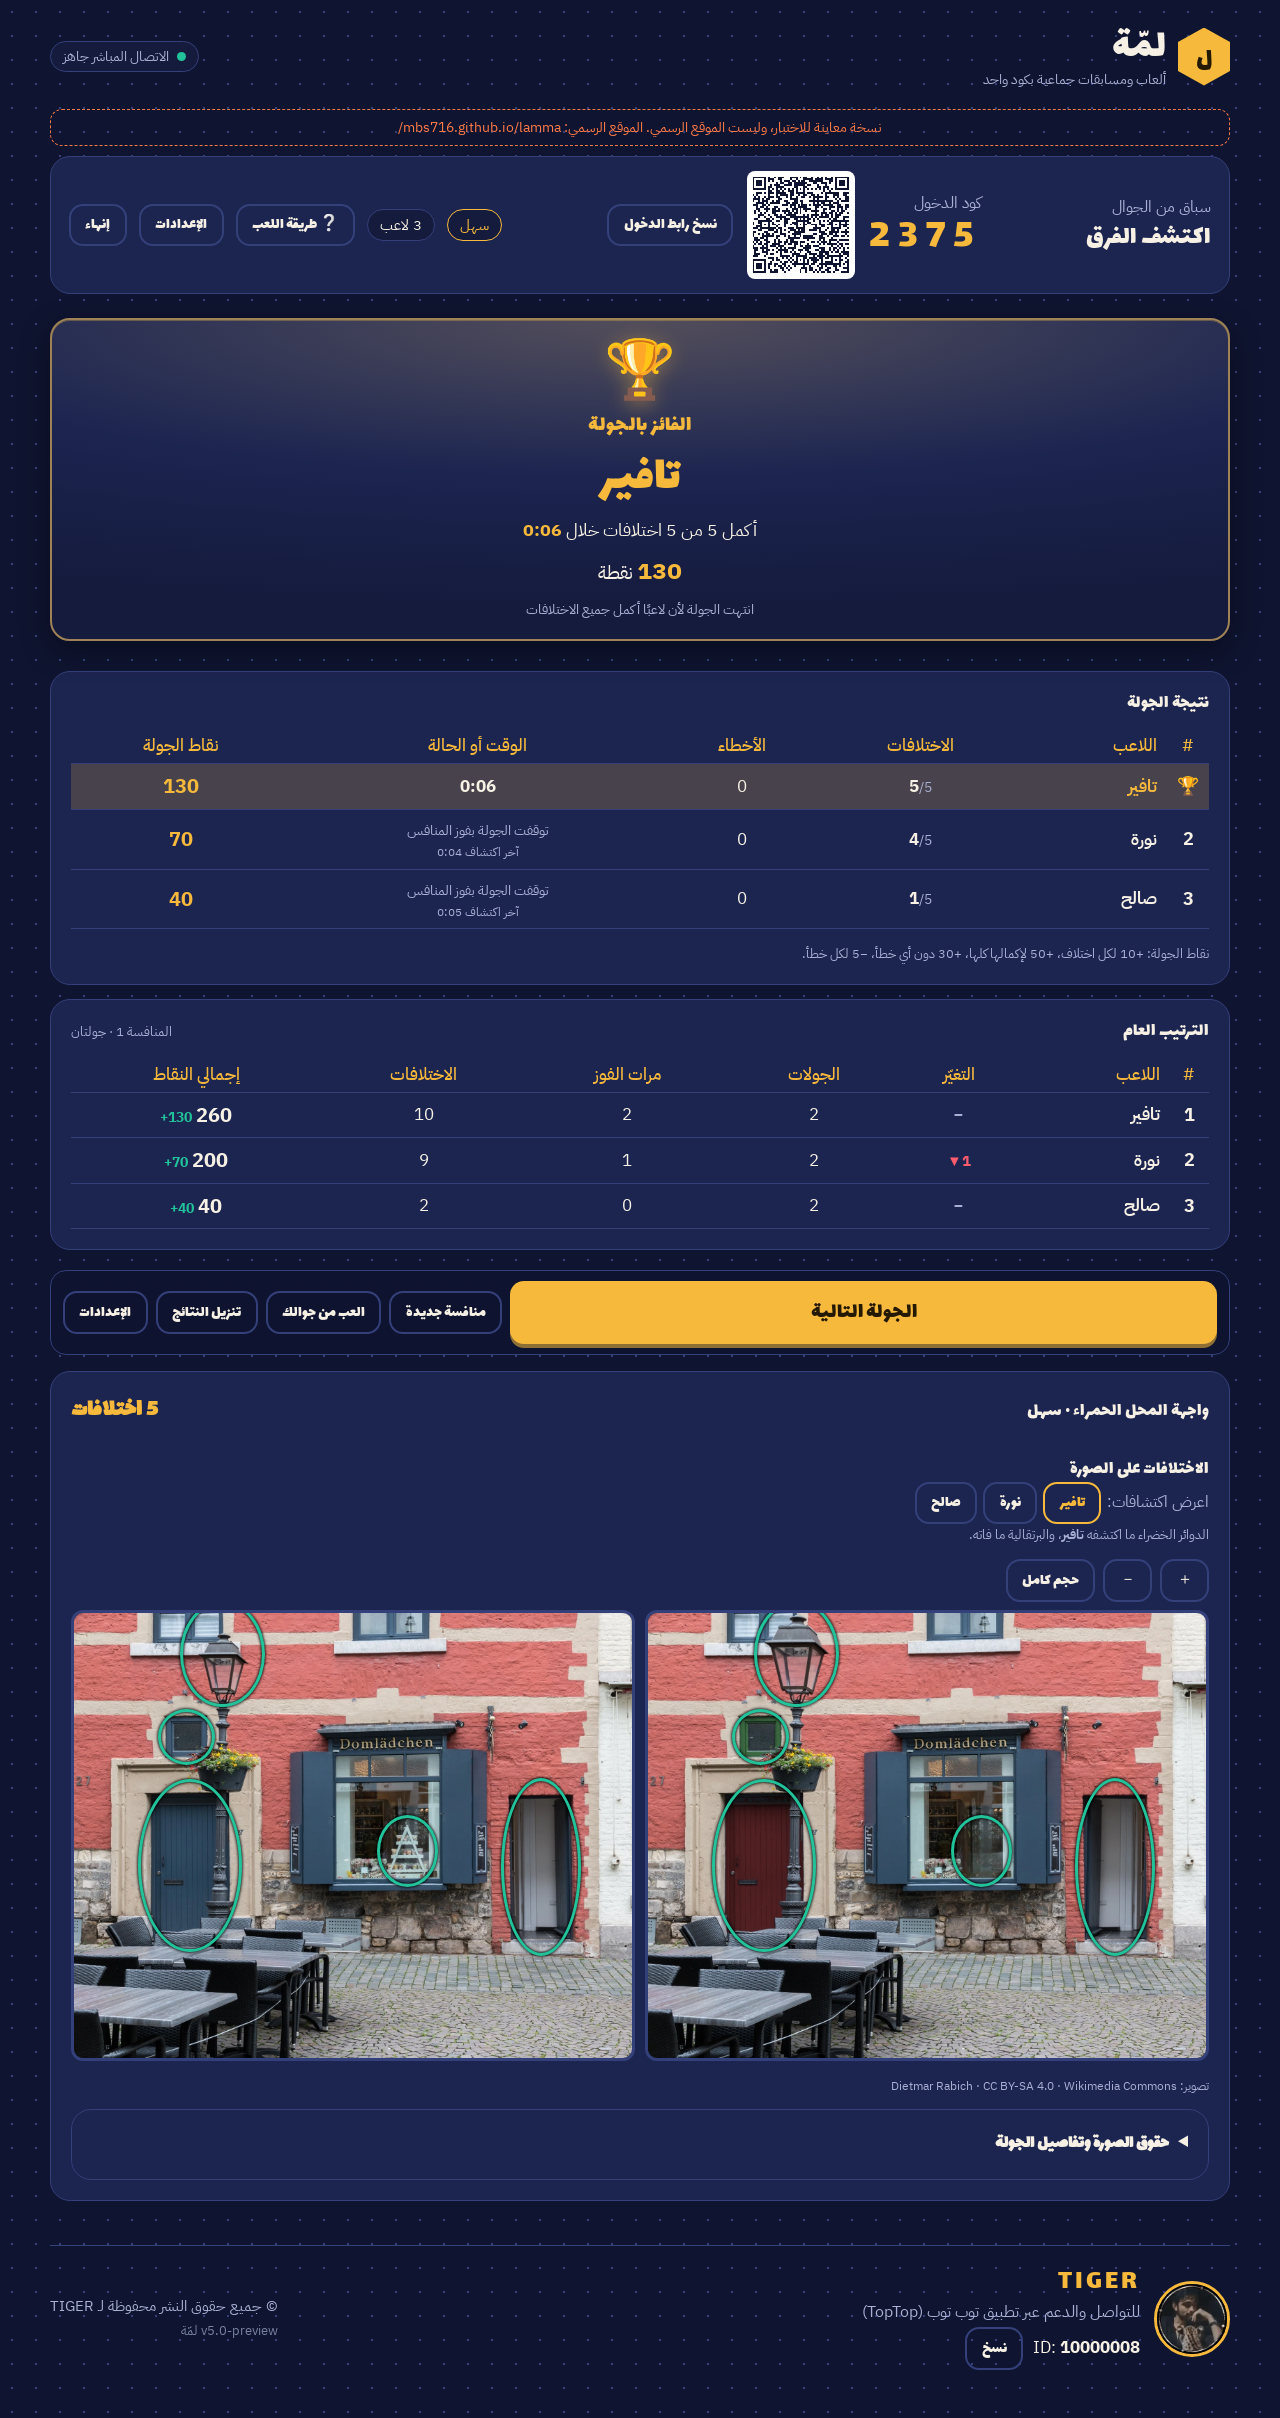 ل
لمّة
ألعاب ومسابقات جماعية بكود واحد
الاتصال المباشر جاهز
نسخة معاينة للاختبار، وليست الموقع الرسمي. الموقع الرسمي: mbs716.github.io/lamma/
سباق من الجوال
اكتشف الفرق
كود الدخول
2375
نسخ رابط الدخول
سهل
3 لاعب
❔ طريقة اللعب
الإعدادات
إنهاء
الفائز بالجولة
تافير
أكمل 5 من 5 اختلافات خلال 0:06
130 نقطة
انتهت الجولة لأن لاعبًا أكمل جميع الاختلافات
نتيجة الجولة
# اللاعب الاختلافات الأخطاء الوقت أو الحالة نقاط الجولة
🏆 تافير 5/5 0 0:06 130
2 نورة 4/5 0 توقفت الجولة بفوز المنافس 70
آخر اكتشاف 0:04
3 صالح 1/5 0 توقفت الجولة بفوز المنافس 40
آخر اكتشاف 0:05
نقاط الجولة: +10 لكل اختلاف، +50 لإكمالها كلها، +30 دون أي خطأ، −5 لكل خطأ.
الترتيب العام
المنافسة 1 · جولتان
# اللاعب التغيّر الجولات مرات الفوز الاختلافات إجمالي النقاط
1 تافير – 2 2 10 260 +130
2 نورة ▼1 2 1 9 200 +70
3 صالح – 2 0 2 40 +40
الجولة التالية
منافسة جديدة
العب من جوالك
تنزيل النتائج
الإعدادات
واجهة المحل الحمراء · سهل
5 اختلافات
الاختلافات على الصورة
اعرض اكتشافات: تافير نورة صالح
الدوائر الخضراء ما اكتشفه تافير، والبرتقالية ما فاته.
+
−
حجم كامل
Domlädchen
27
Domlädchen
27
تصوير: Dietmar Rabich · CC BY-SA 4.0 · Wikimedia Commons
◀ حقوق الصورة وتفاصيل الجولة
TIGER
للتواصل والدعم عبر تطبيق توب توب (TopTop)
ID: 10000008
نسخ
© جميع حقوق النشر محفوظة لـ TIGER
لمّة v5.0-preview